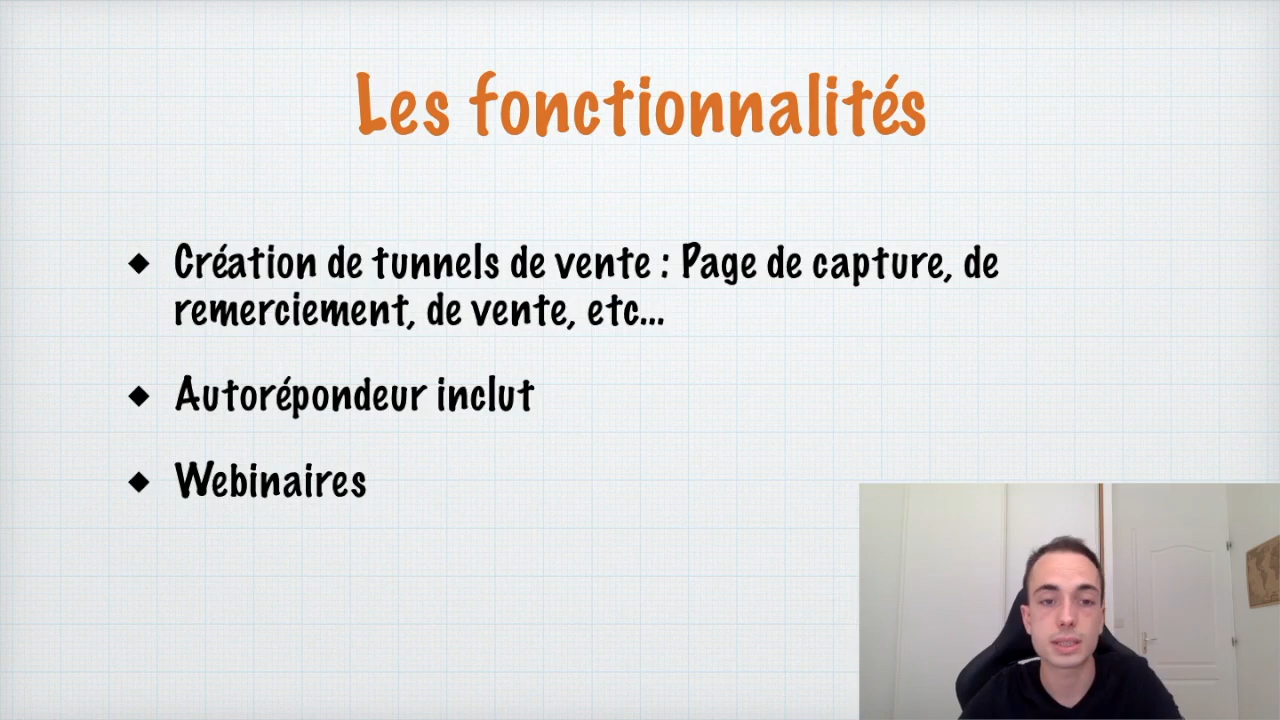 Les fonctionnalités
◆ Création de tunnels de vente : Page de capture, de
remerciement, de vente, etc...
◆ Autorépondeur inclut
◆ Webinaires